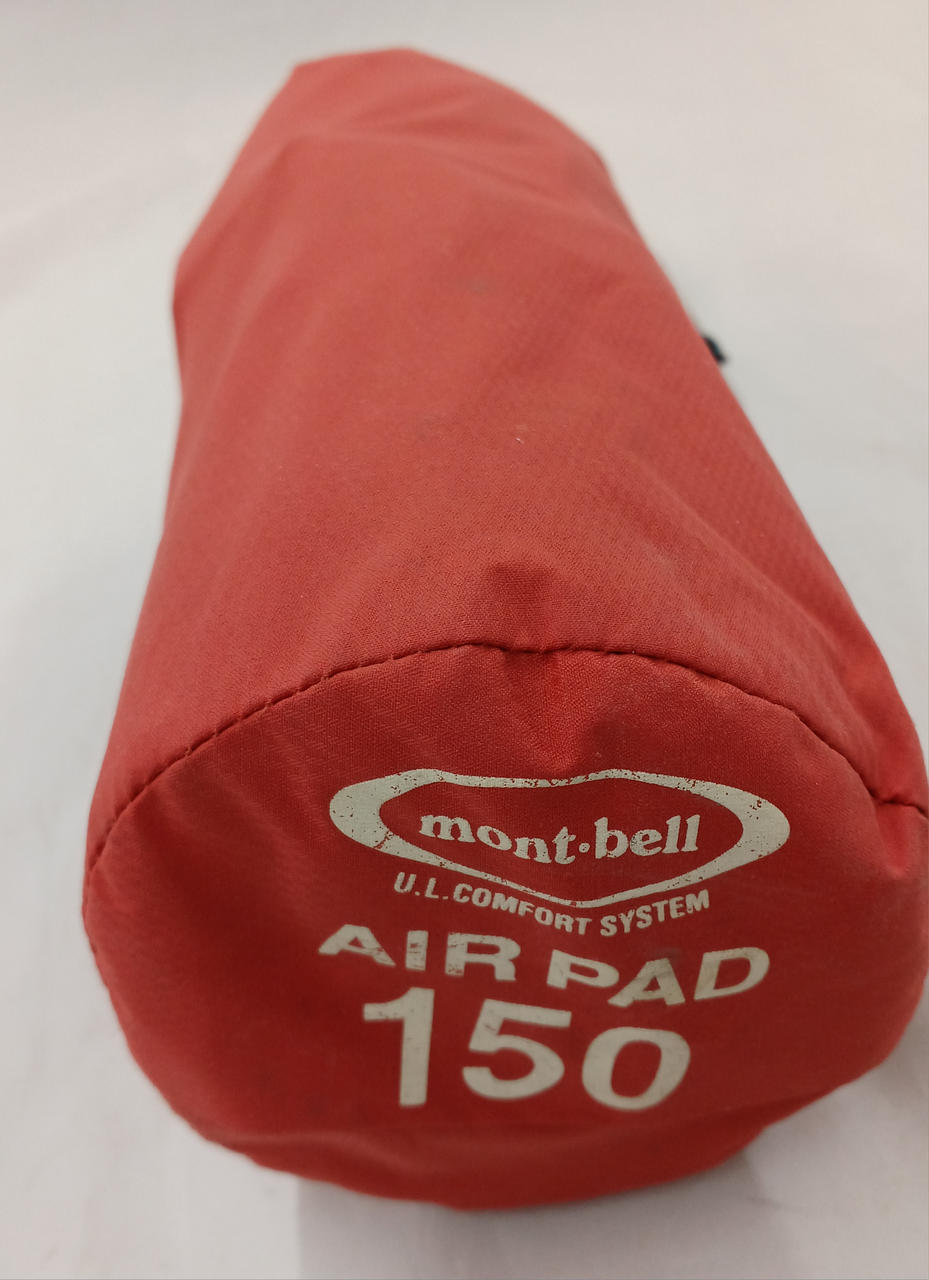 mont·bell
U.L.COMFORT SYSTEM
AIR PAD
150